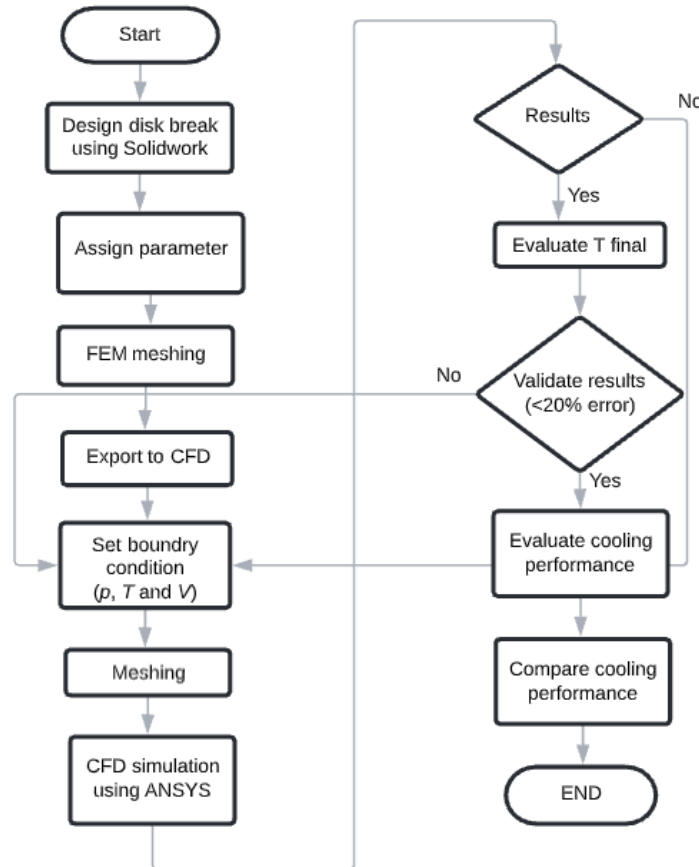 Start
Design disk break
using Solidwork
Assign parameter
FEM meshing
Export to CFD
Set boundry
condition
(p, T and V)
Meshing
CFD simulation
using ANSYS
Results
No
Yes
Evaluate T final
Validate results
(<20% error)
No
Yes
Evaluate cooling
performance
Compare cooling
performance
END